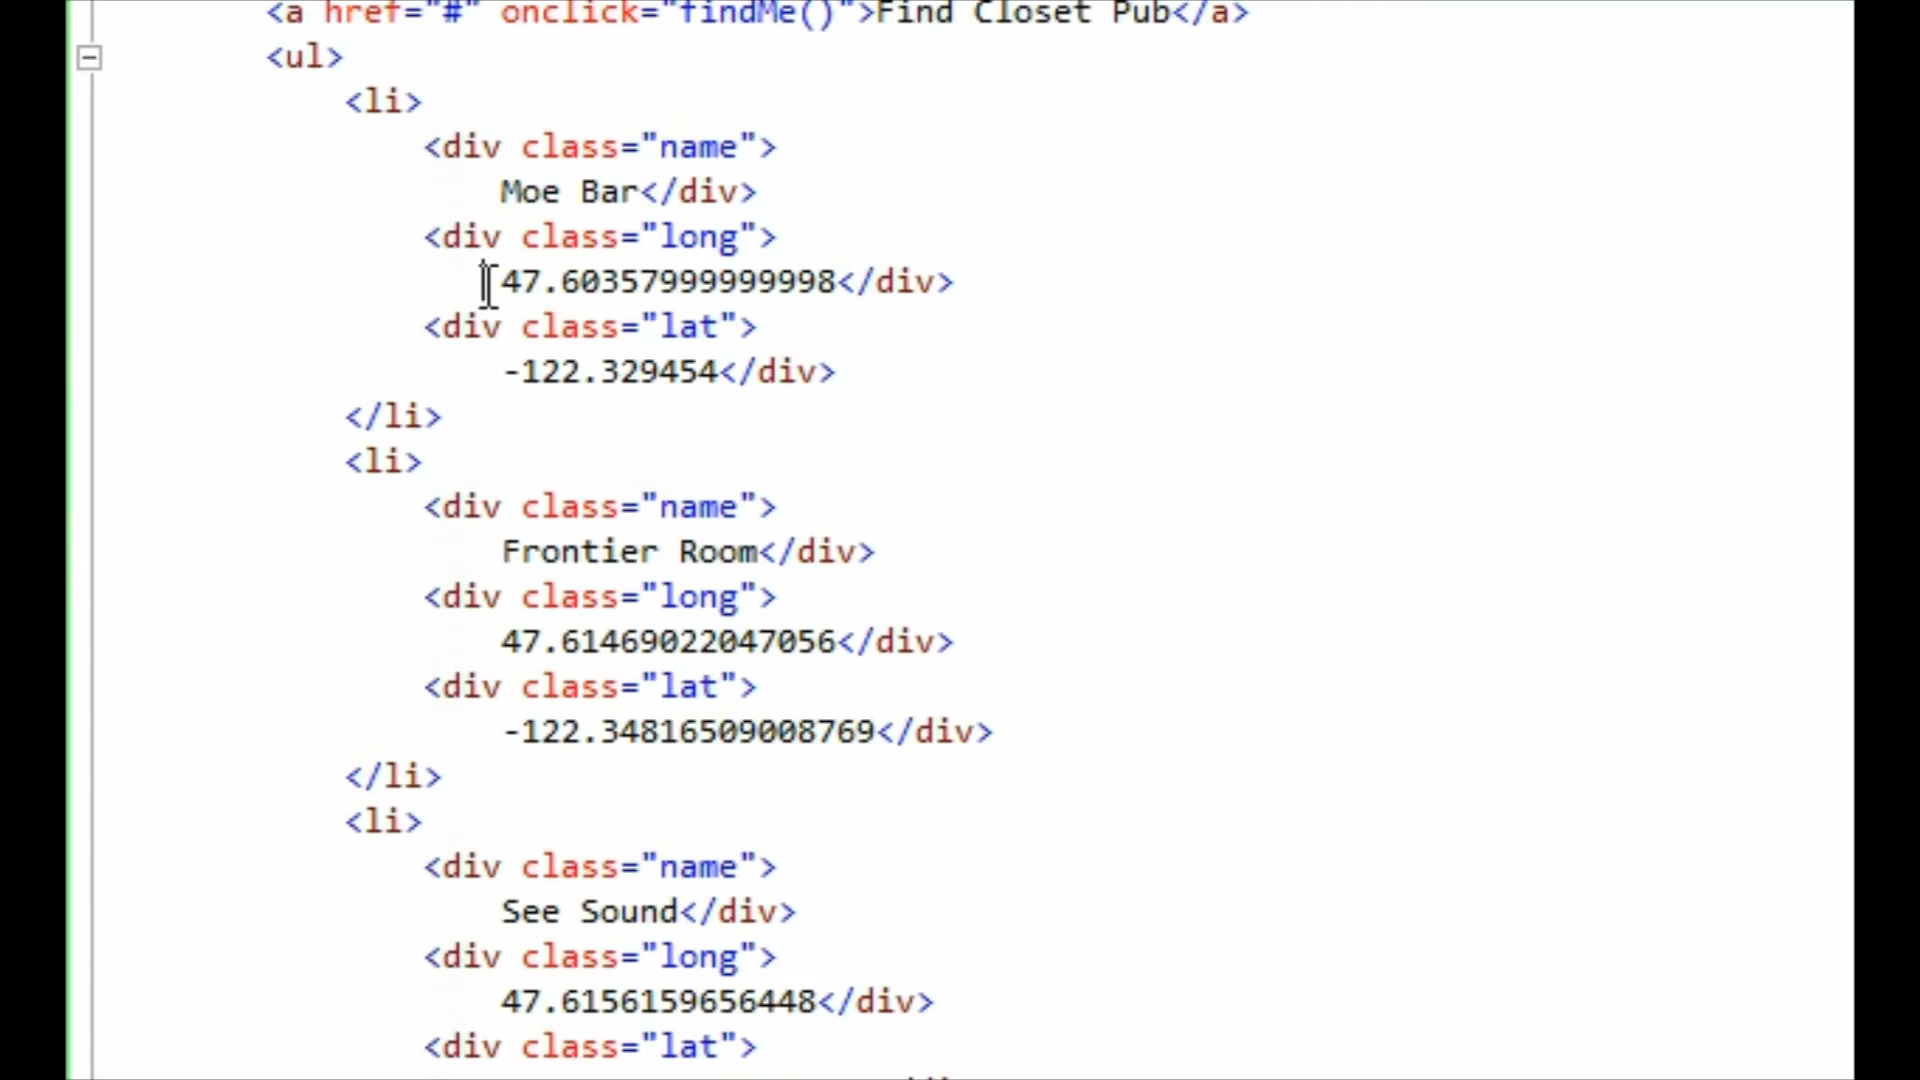 <a href="#" onclick="findMe()">Find Closet Pub</a>
<ul>
<li>
<div class="name">
Moe Bar</div>
<div class="long">
47.60357999999998</div>
<div class="lat">
-122.329454</div>
</li>
<li>
<div class="name">
Frontier Room</div>
<div class="long">
47.61469022047056</div>
<div class="lat">
-122.34816509008769</div>
</li>
<li>
<div class="name">
See Sound</div>
<div class="long">
47.6156159656448</div>
<div class="lat">